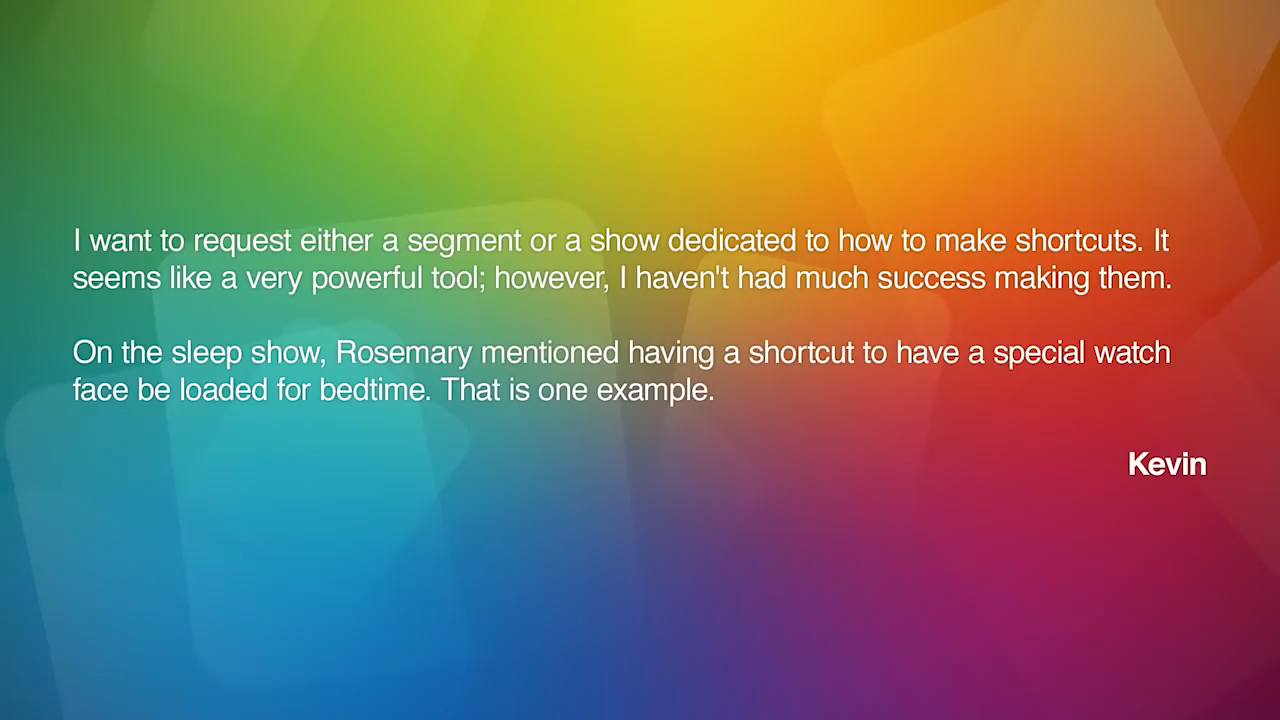 I want to request either a segment or a show dedicated to how to make shortcuts. It
seems like a very powerful tool; however, I haven't had much success making them.
On the sleep show, Rosemary mentioned having a shortcut to have a special watch
face be loaded for bedtime. That is one example.
Kevin